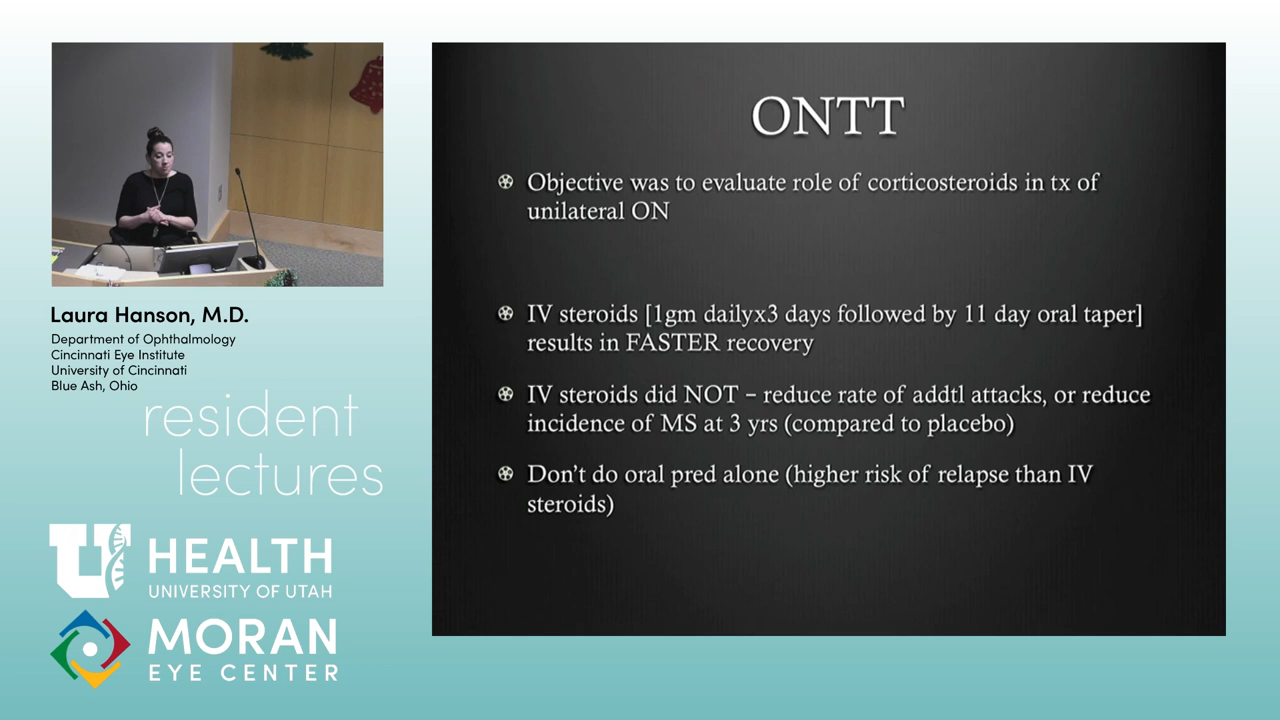 Laura Hanson, M.D.
Department of Ophthalmology
Cincinnati Eye Institute
University of Cincinnati
Blue Ash, Ohio
resident
lectures
U HEALTH
UNIVERSITY OF UTAH
MORAN
EYE CENTER
ONTT
Objective was to evaluate role of corticosteroids in tx of
unilateral ON
IV steroids [1gm dailyx3 days followed by 11 day oral taper]
results in FASTER recovery
IV steroids did NOT – reduce rate of addtl attacks, or reduce
incidence of MS at 3 yrs (compared to placebo)
Don't do oral pred alone (higher risk of relapse than IV
steroids)